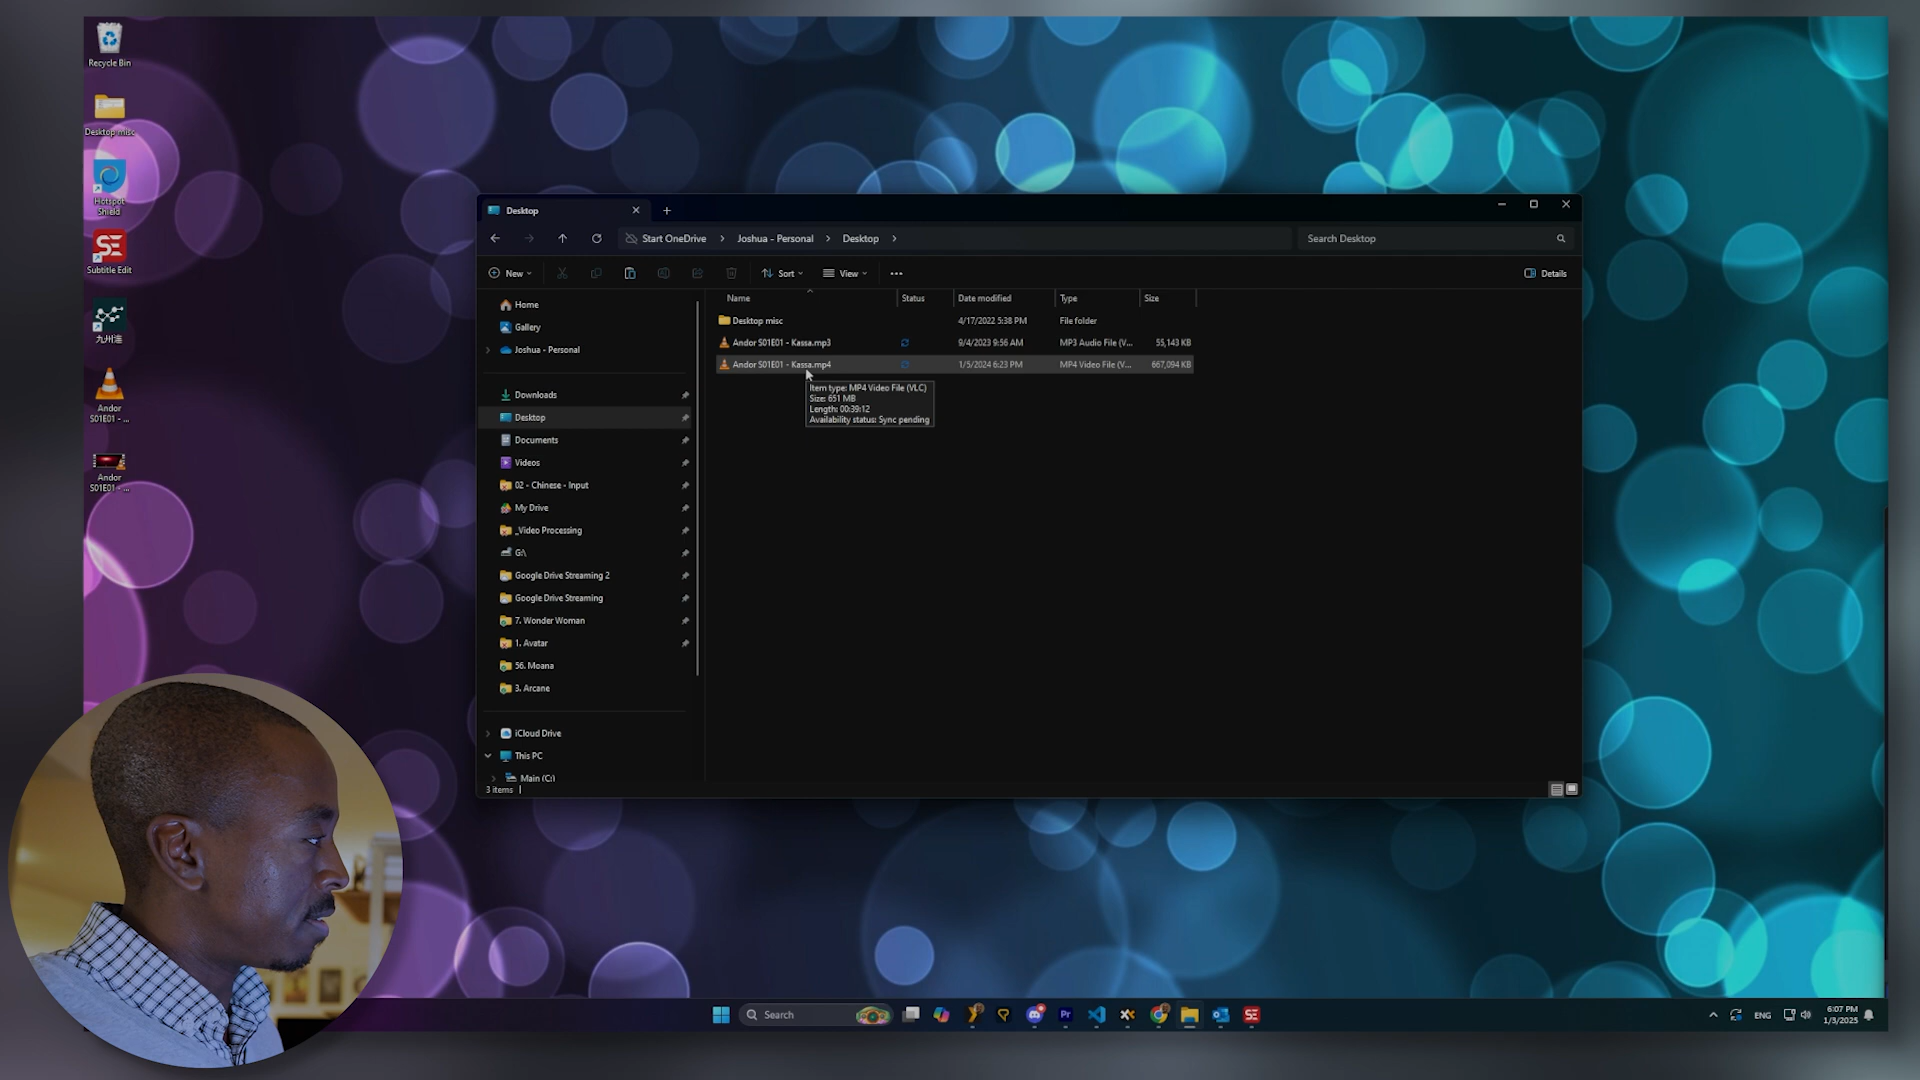 Recycle Bin
Desktop misc
Hotspot
Shield
Subtitle Edit
Andor
S01E01 - ...
Andor
S01E01 - ...
Desktop
Start OneDrive
Joshua - Personal
Desktop
Search Desktop
New
Sort
View
Details
Name
Status
Date modified
Type
Size
Desktop misc
4/17/2022 5:38 PM
File folder
Andor S01E01 - Kassa.mp3
9/4/2023 9:56 AM
MP3 Audio File (V...
55,143 KB
Andor S01E01 - Kassa.mp4
1/5/2024 6:23 PM
MP4 Video File (V...
667,094 KB
Item type: MP4 Video File (VLC)
Size: 651 MB
Length: 00:39:12
Availability status: Sync pending
Home
Gallery
Joshua - Personal
Downloads
Desktop
Documents
Videos
02 - Chinese - Input
My Drive
_Video Processing
G:\
Google Drive Streaming 2
Google Drive Streaming
7. Wonder Woman
1. Avatar
56. Moana
3. Arcane
iCloud Drive
This PC
Main (C:)
3 items
Search
ENG
6:07 PM
1/3/2025